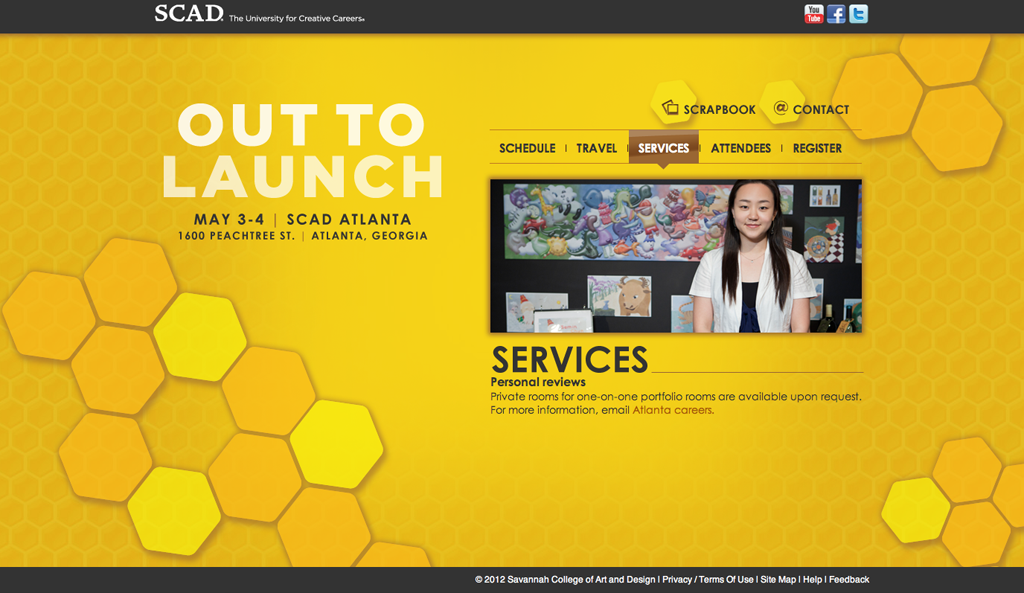 SCAD The University for Creative Careers®
You
Tube
OUT TO
LAUNCH
MAY 3-4 | SCAD ATLANTA
1600 PEACHTREE ST. | ATLANTA, GEORGIA
SCRAPBOOK @ CONTACT
SCHEDULE | TRAVEL | SERVICES | ATTENDEES | REGISTER
SERVICES
Personal reviews
Private rooms for one-on-one portfolio rooms are available upon request.
For more information, email Atlanta careers.
© 2012 Savannah College of Art and Design | Privacy / Terms Of Use | Site Map | Help | Feedback